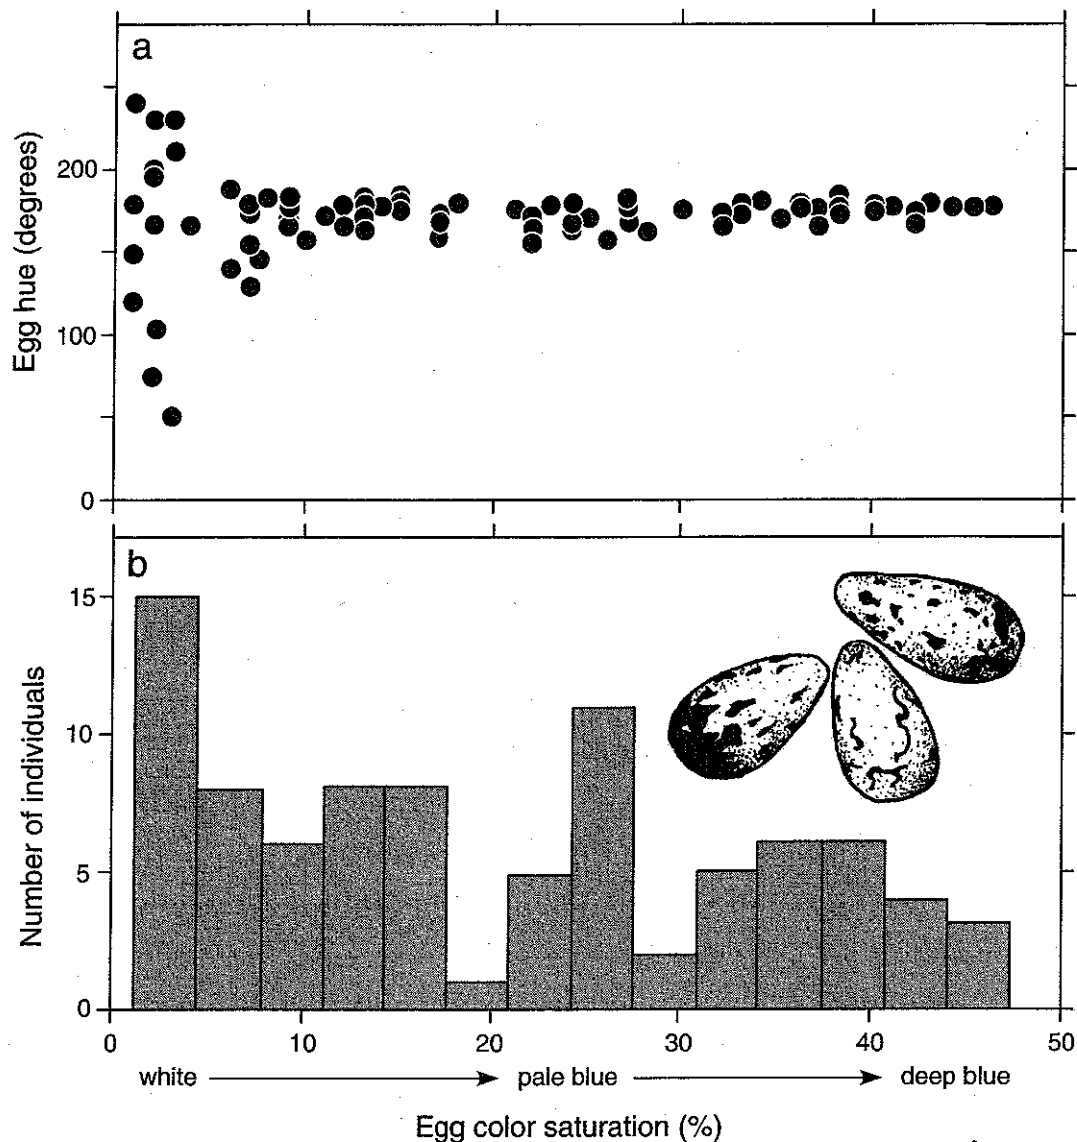 a
Egg hue (degrees)
200
100
0
b
Number of individuals
15
10
5
0
0 10 20 30 40 50
white pale blue deep blue
Egg color saturation (%)